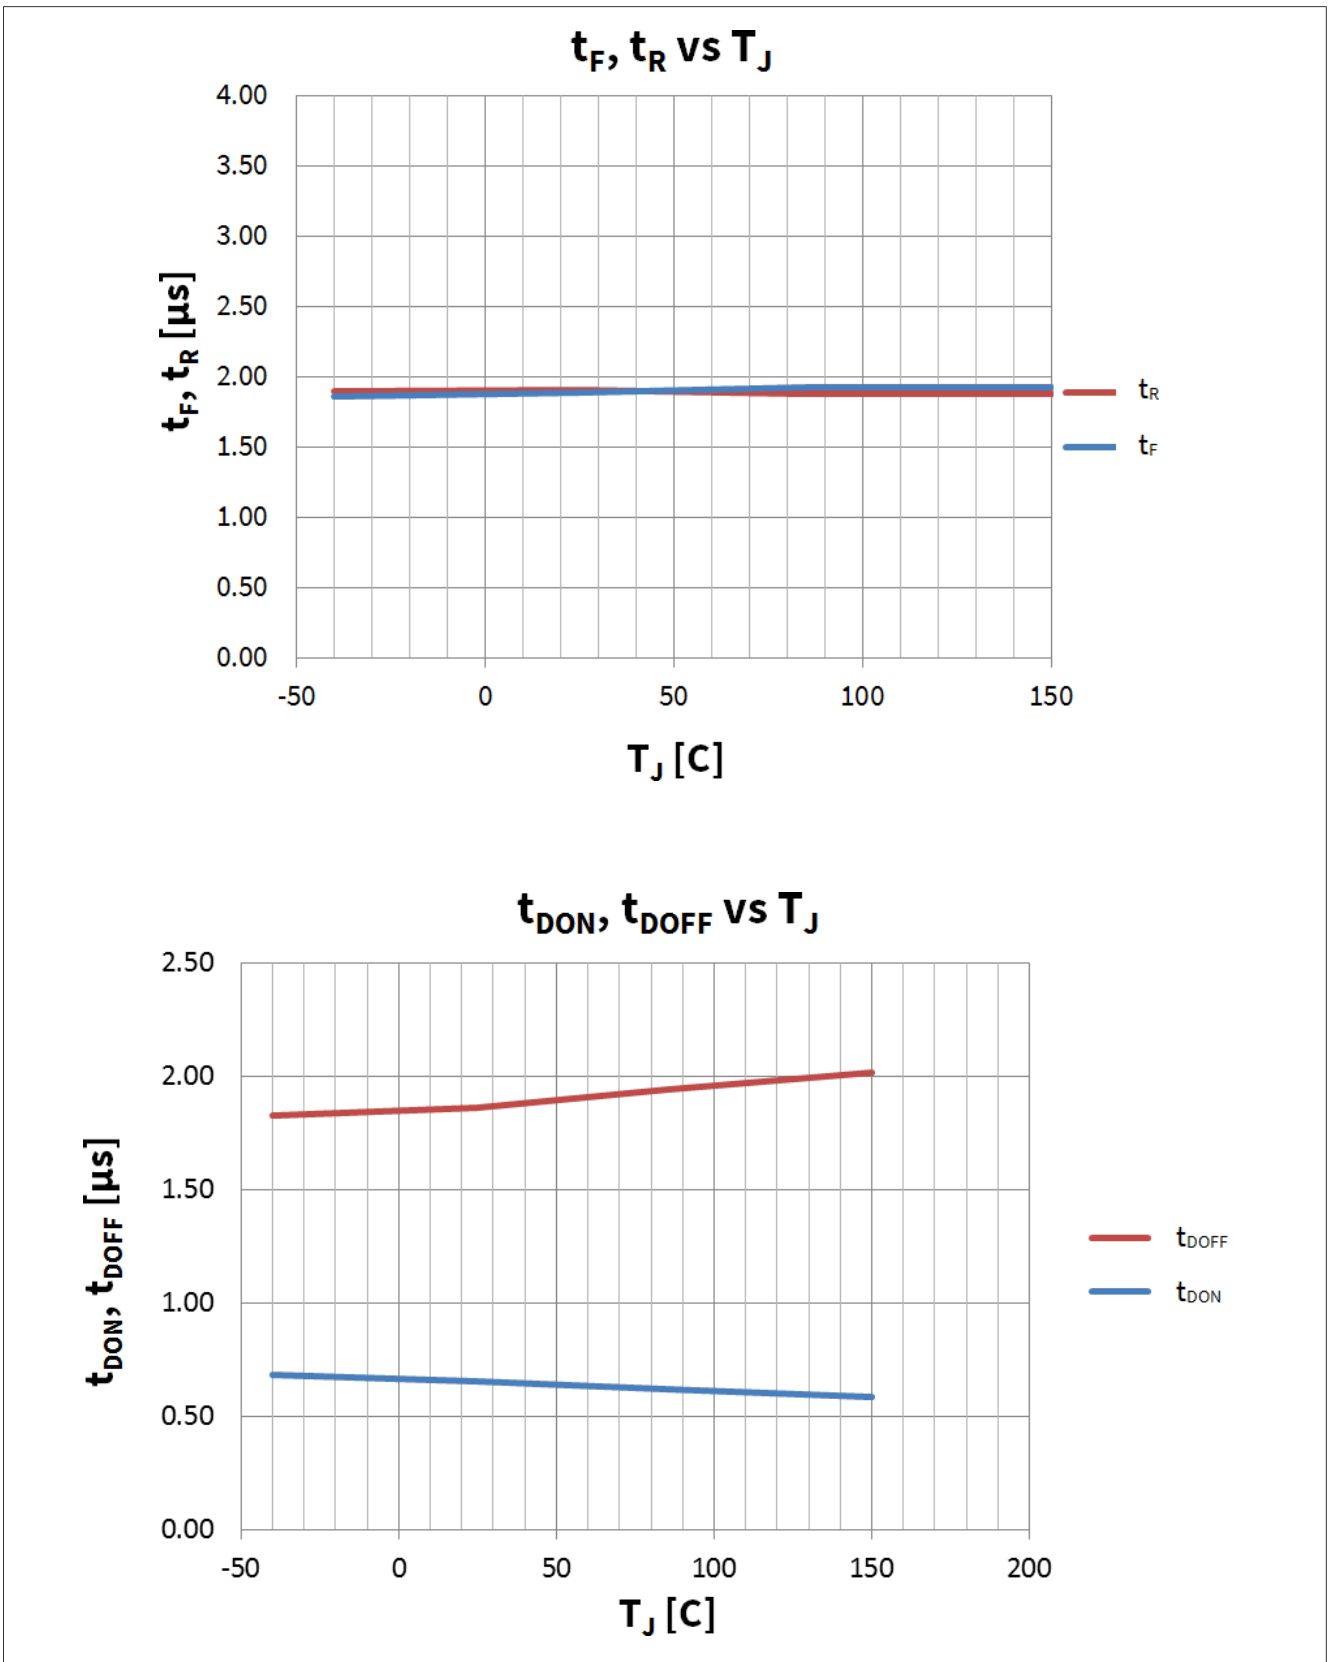 tF, tR vs TJ
4.00
3.50
3.00
2.50
2.00
1.50
1.00
0.50
0.00
tF, tR [µs]
-50 0 50 100 150
TJ [C]
tR
tF
tDON, tDOFF vs TJ
2.50
2.00
1.50
1.00
0.50
0.00
tDON, tDOFF [µs]
-50 0 50 100 150 200
TJ [C]
tDOFF
tDON